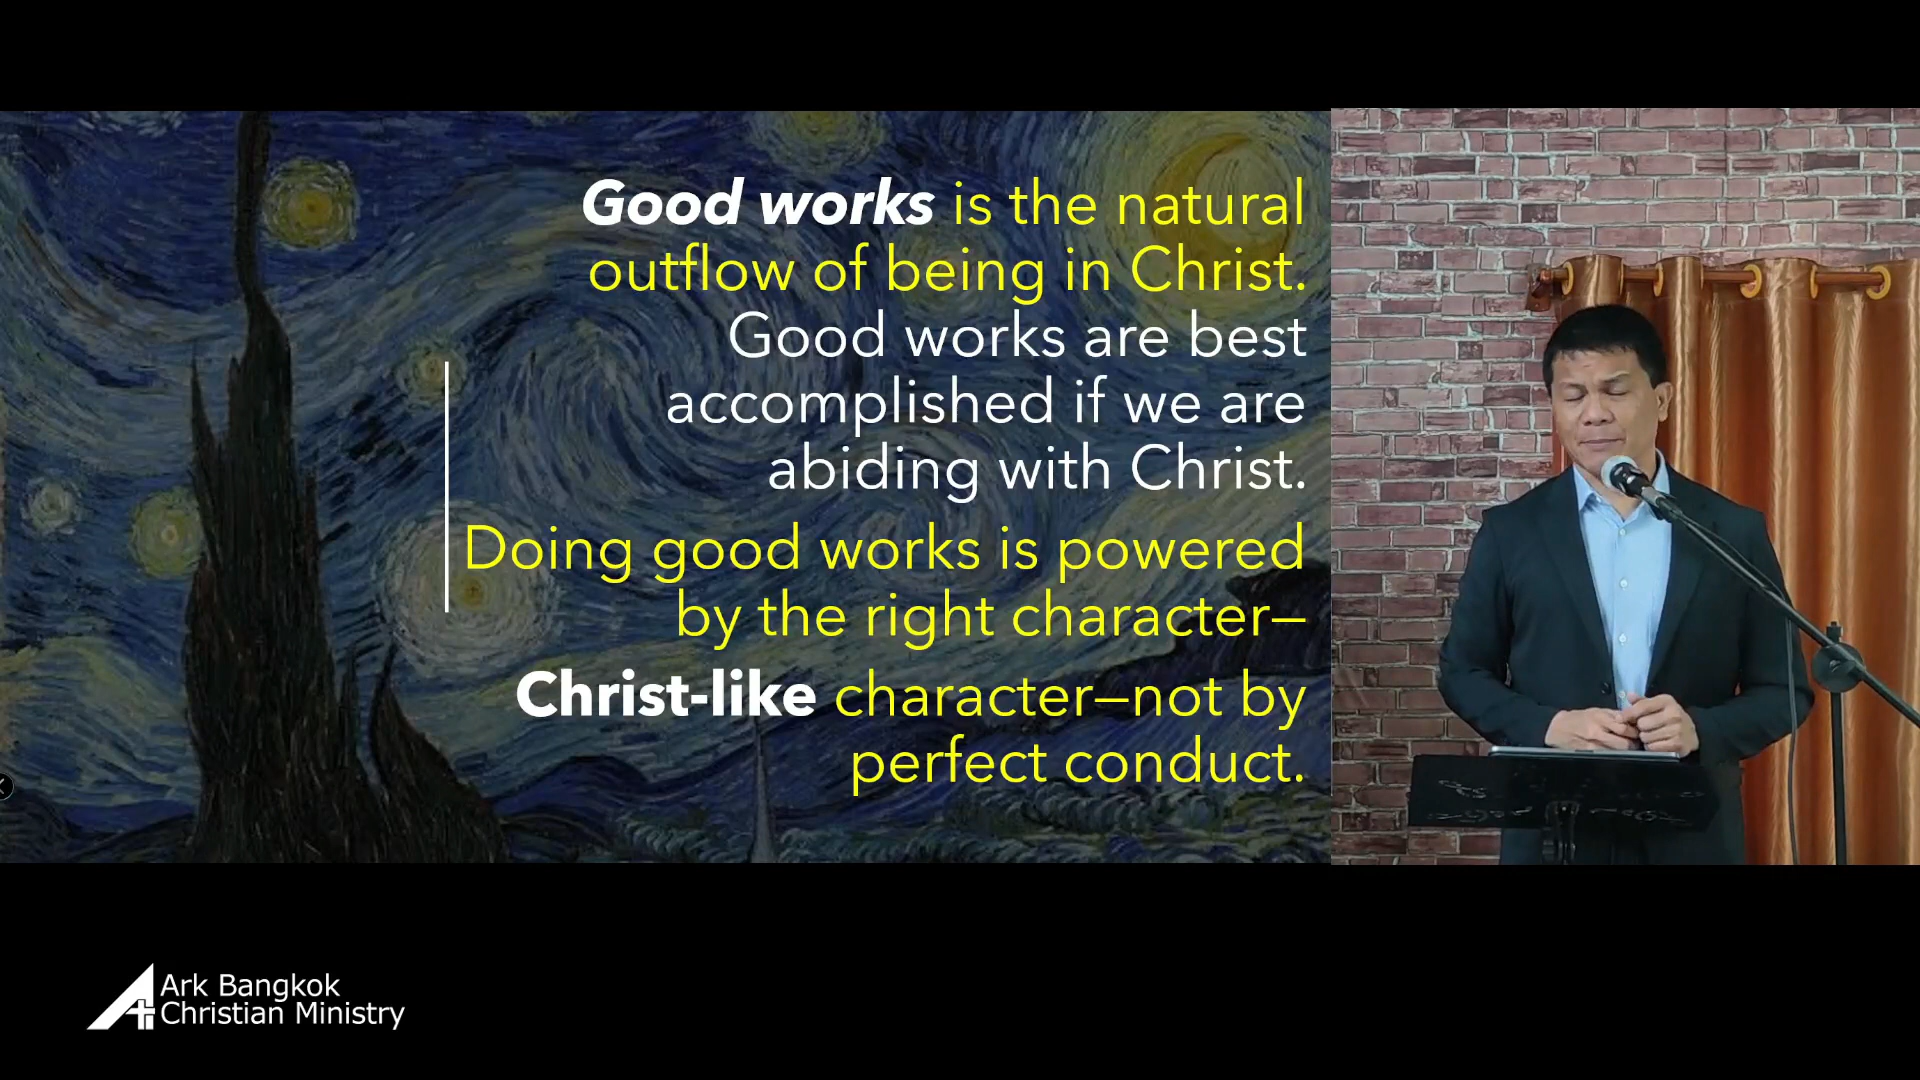 Good works is the natural
outflow of being in Christ.
Good works are best
accomplished if we are
abiding with Christ.
Doing good works is powered
by the right character—
Christ-like character—not by
perfect conduct.
Ark Bangkok
Christian Ministry